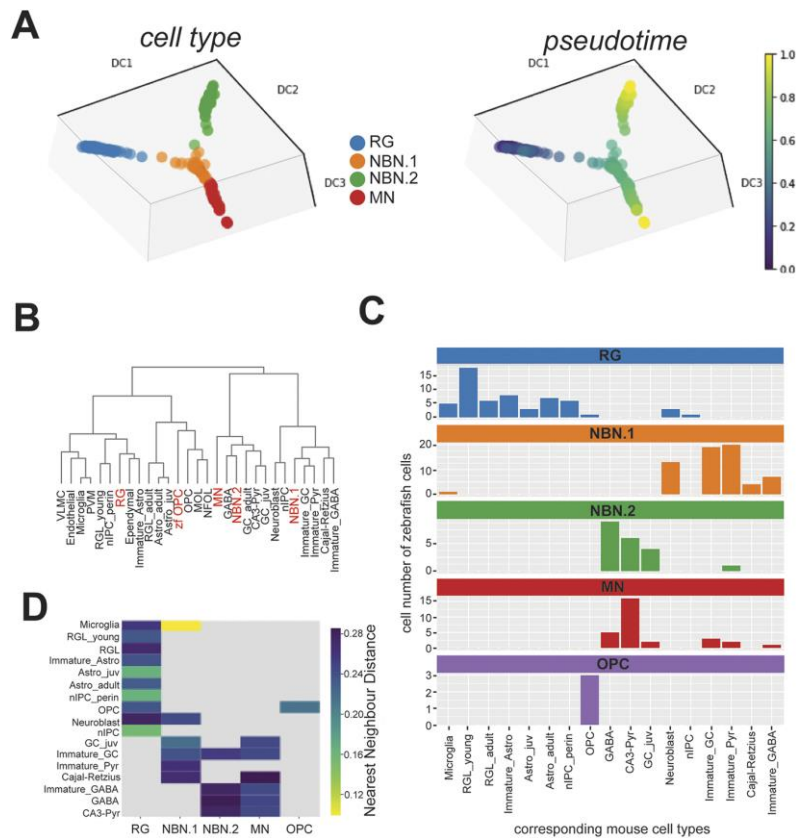 A
cell type
pseudotime
DC1
DC2
DC3
RG
NBN.1
NBN.2
MN
DC1
DC2
DC3
1.0
0.8
0.6
0.4
0.2
0.0
B
VLMC
Endothelial
Microglia
PVM
RGL_young
nIPC_perin
RG
Ependymal
Immature_Astro
RGL_adult
Astro_adult
Astro_juv
zf OPC
OPC
MOL
NFOL
MN
GABA
NBN.2
GC_adult
CA3-Pyr
GC_juv
Neuroblast
nIPC
NBN.1
Immature_GC
Immature_Pyr
Cajal-Retzius
Immature_GABA
C
cell number of zebrafish cells
RG
15
10
5
0
NBN.1
20
10
0
NBN.2
5
0
MN
15
10
5
0
OPC
3
2
1
0
Microglia
RGL_young
RGL_adult
Immature_Astro
Astro_juv
Astro_adult
nIPC_perin
OPC
GABA
CA3-Pyr
GC_juv
Neuroblast
nIPC
Immature_GC
Immature_Pyr
Cajal-Retzius
Immature_GABA
corresponding mouse cell types
D
Microglia
RGL_young
RGL
Immature_Astro
Astro_juv
Astro_adult
nIPC_perin
OPC
Neuroblast
nIPC
GC_juv
Immature_GC
Immature_Pyr
Cajal-Retzius
Immature_GABA
GABA
CA3-Pyr
RG NBN.1 NBN.2 MN OPC
0.28
0.24
0.20
0.16
0.12
Nearest Neighbour Distance